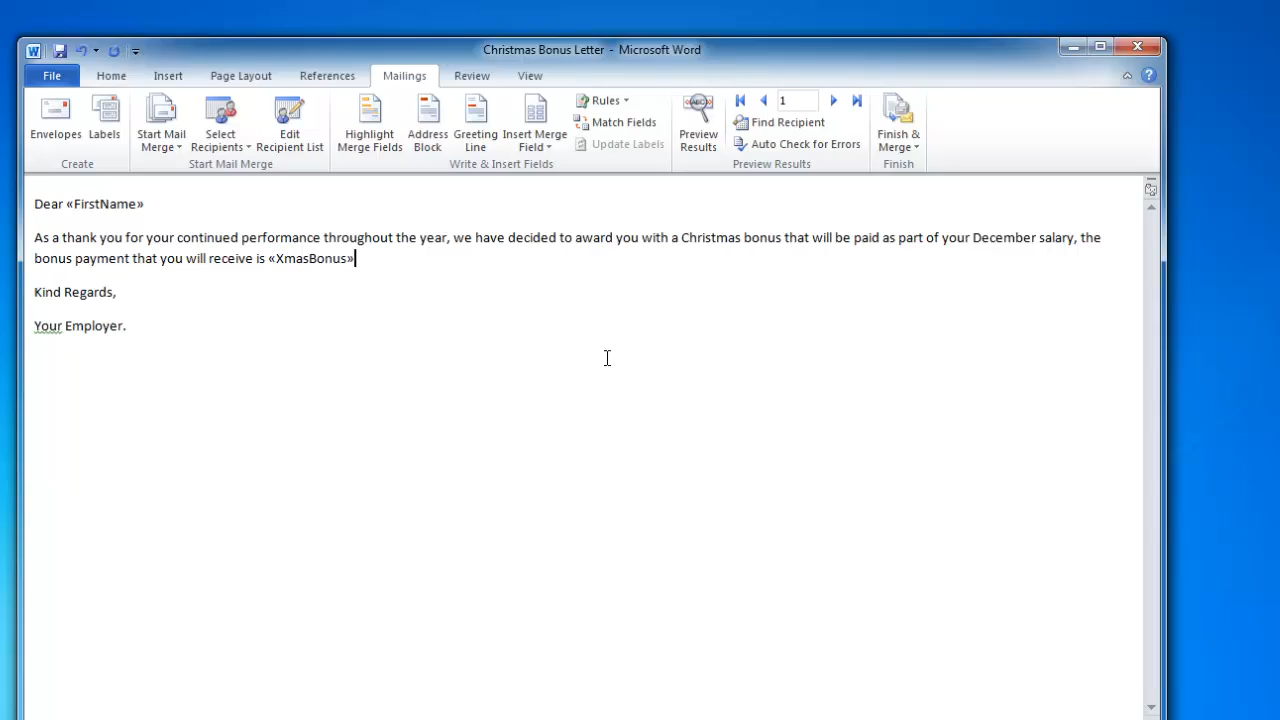 W Christmas Bonus Letter - Microsoft Word
File Home Insert Page Layout References Mailings Review View
Envelopes Labels Start Mail Merge Select Recipients Edit Recipient List Highlight Merge Fields Address Block Greeting Line Insert Merge Field Rules Match Fields Update Labels ABC Preview Results 1 Find Recipient Auto Check for Errors Finish & Merge
Create Start Mail Merge Write & Insert Fields Preview Results Finish
Dear «FirstName»
As a thank you for your continued performance throughout the year, we have decided to award you with a Christmas bonus that will be paid as part of your December salary, the
bonus payment that you will receive is «XmasBonus»
Kind Regards,
Your Employer.